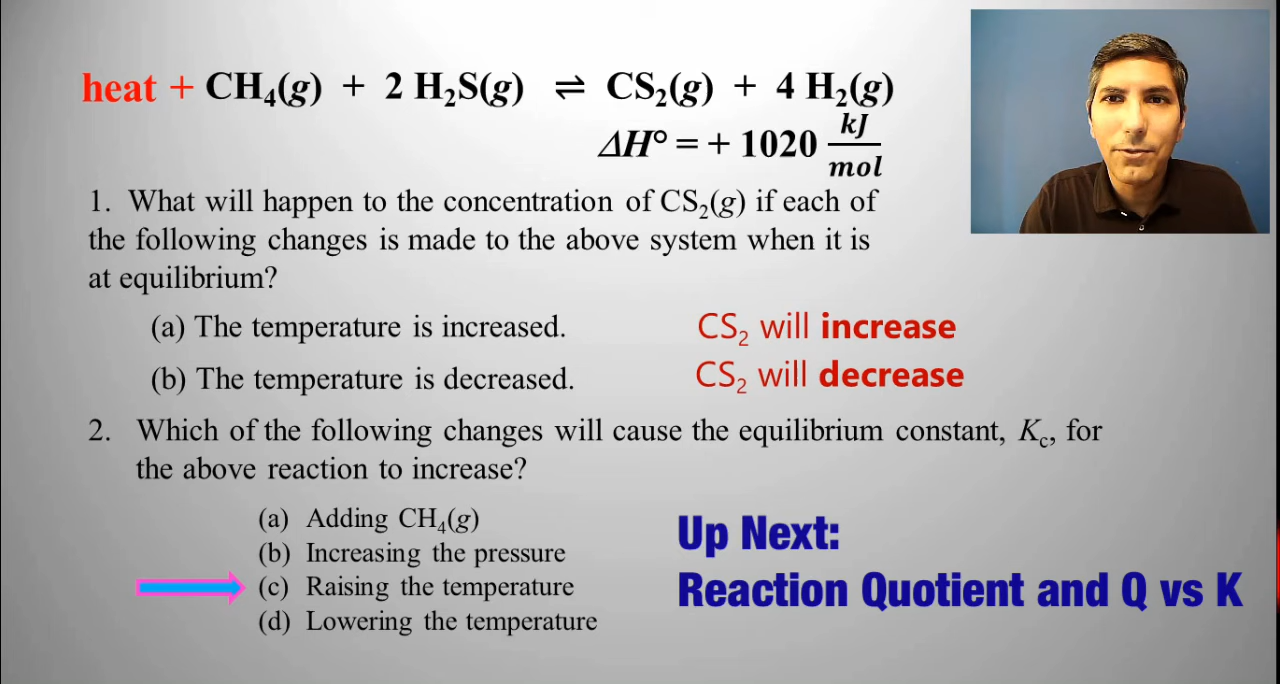 heat + CH₄(g) + 2 H₂S(g) ⇌ CS₂(g) + 4 H₂(g)
ΔH° = + 1020 kJ/mol
1. What will happen to the concentration of CS₂(g) if each of
the following changes is made to the above system when it is
at equilibrium?
(a) The temperature is increased. CS₂ will increase
(b) The temperature is decreased. CS₂ will decrease
2. Which of the following changes will cause the equilibrium constant, K꜀, for
the above reaction to increase?
(a) Adding CH₄(g)
(b) Increasing the pressure
(c) Raising the temperature
(d) Lowering the temperature
Up Next:
Reaction Quotient and Q vs K